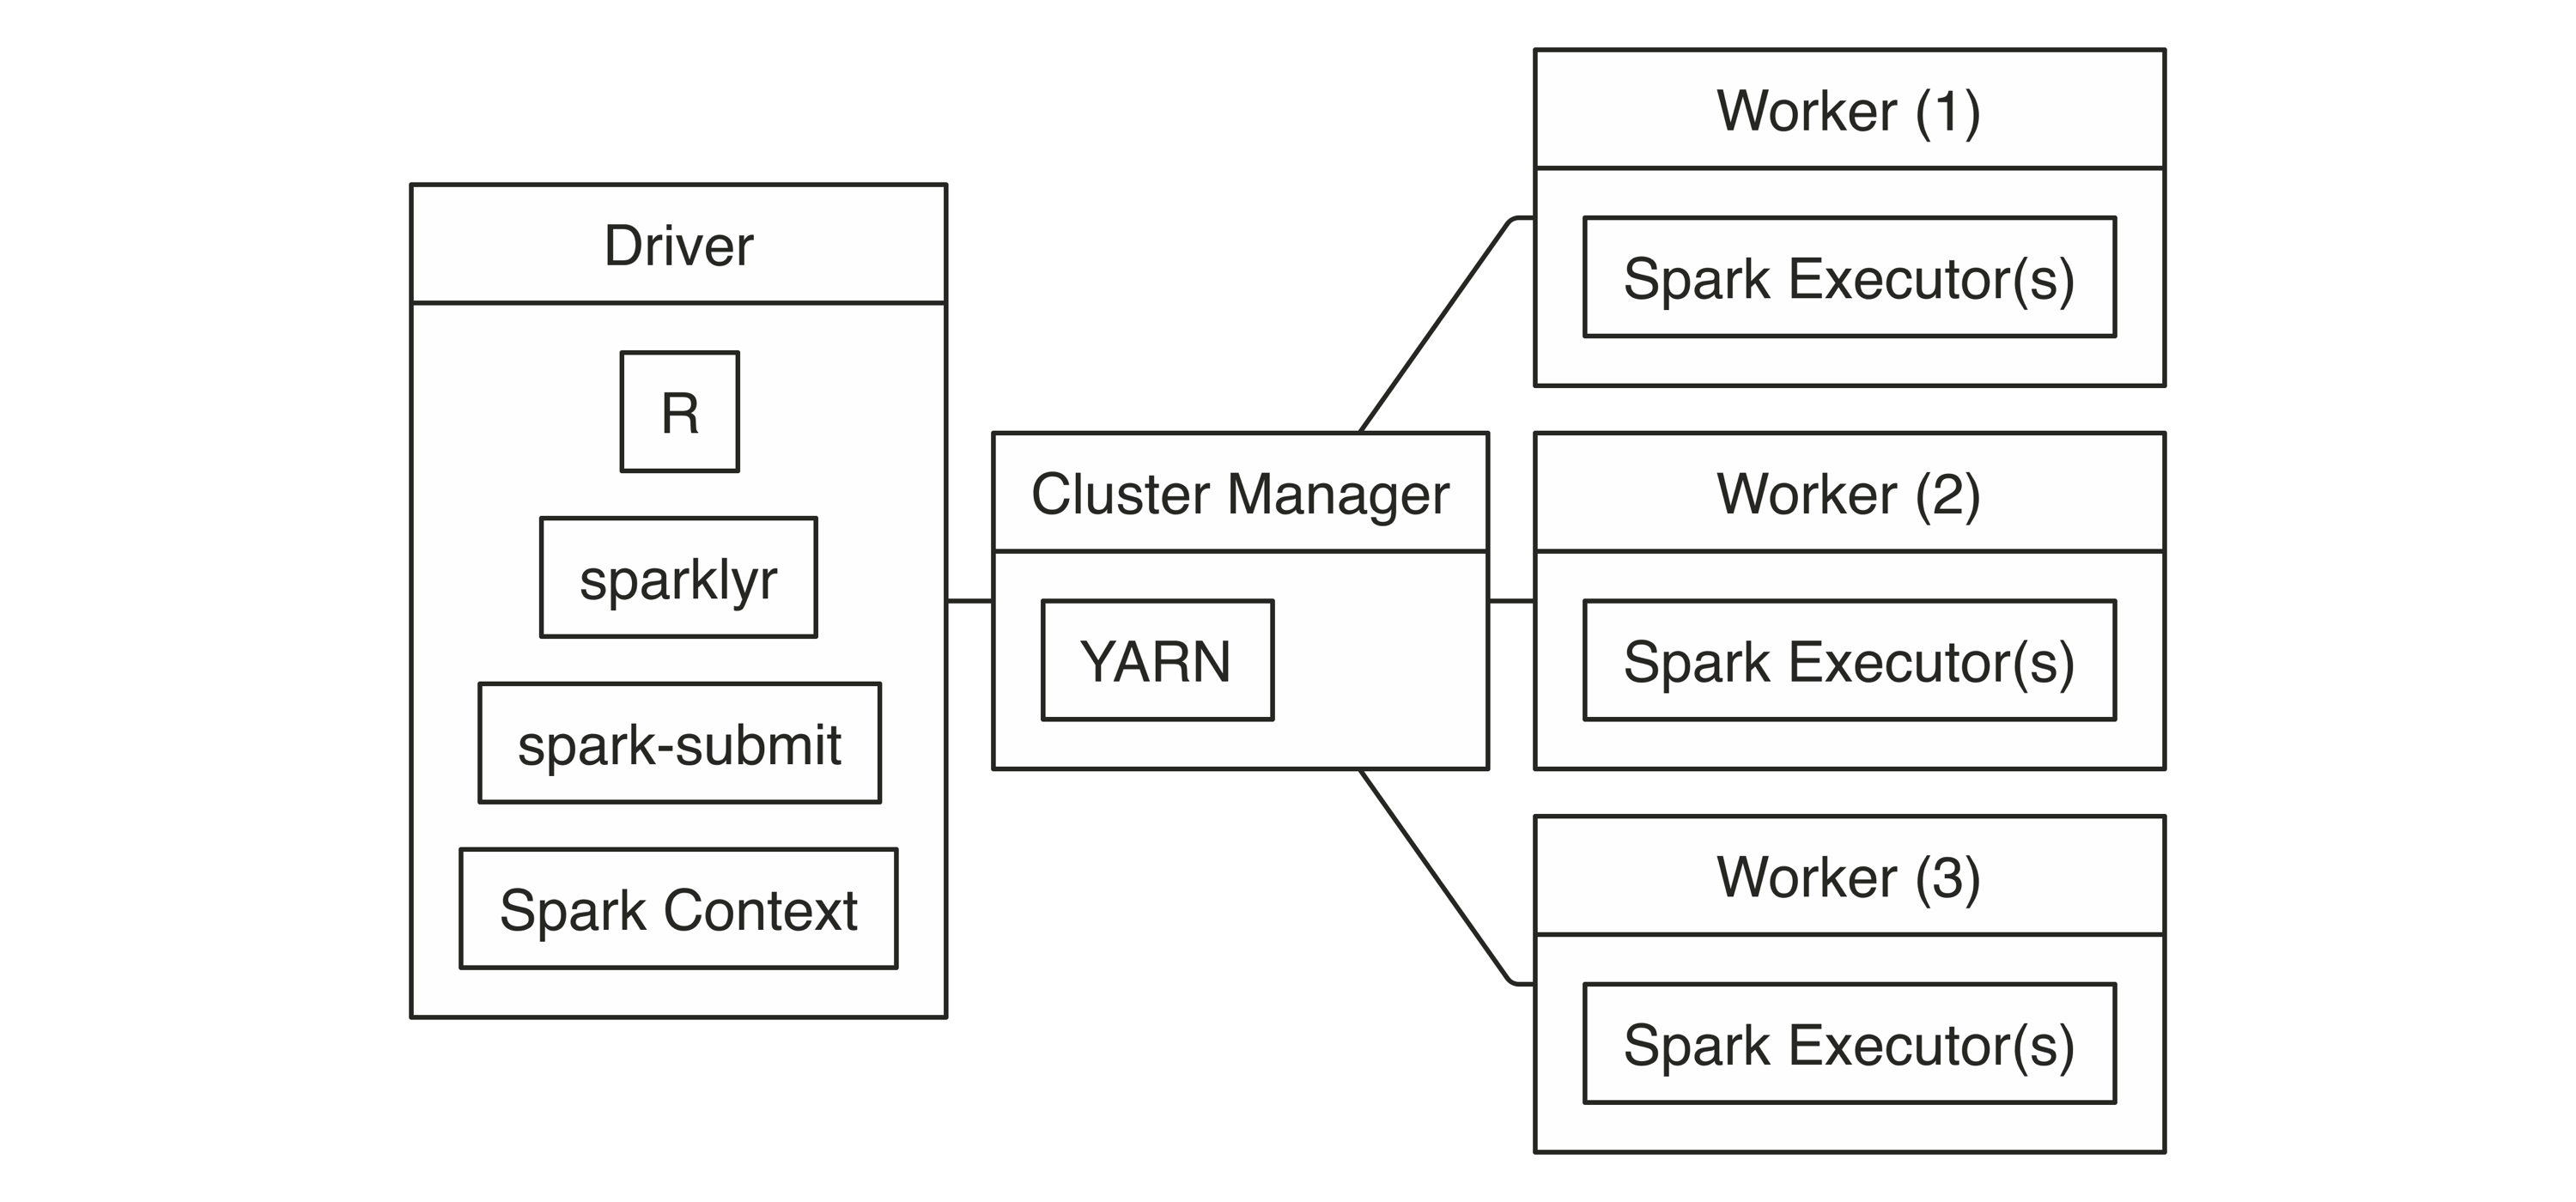 Driver
R
sparklyr
spark-submit
Spark Context
Cluster Manager
YARN
Worker (1)
Spark Executor(s)
Worker (2)
Spark Executor(s)
Worker (3)
Spark Executor(s)